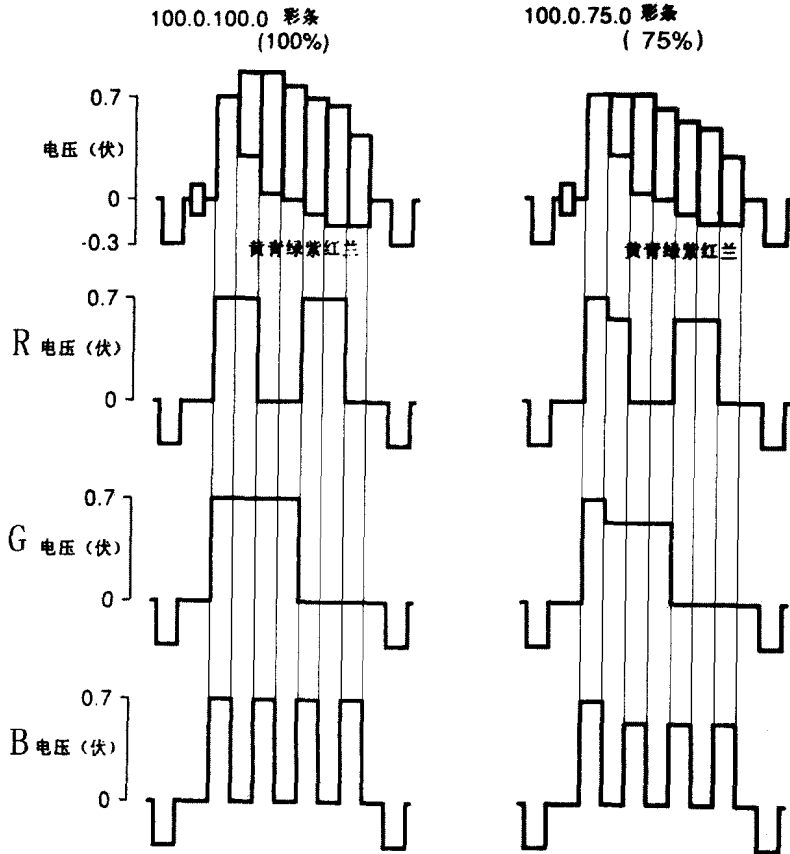 100.0.100.0 彩条
(100%)
100.0.75.0 彩条
( 75%)
0.7
电压（伏）
0
-0.3
黄青绿紫红兰
黄青绿紫红兰
0.7
R 电压（伏）
0
0.7
G 电压（伏）
0
0.7
B 电压（伏）
0